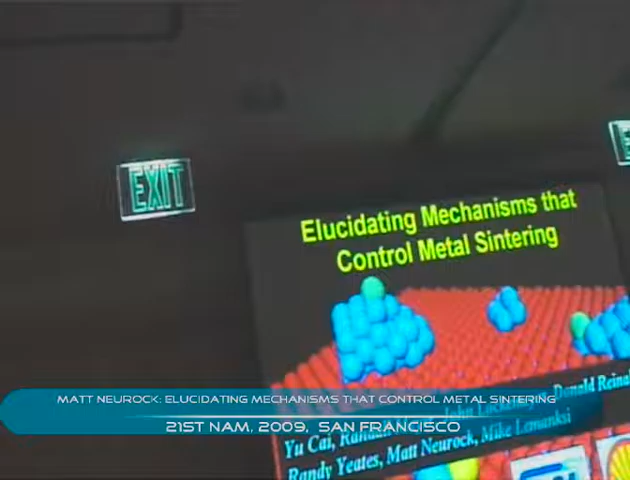 EXIT
E
Elucidating Mechanisms that
Control Metal Sintering
Donald
MATT NEUROCK: ELUCIDATING MECHANISMS THAT CONTROL METAL SINTERING
21ST NAM, 2009, SAN FRANCISCO
Yu Cai,
Randy Yeates, Matt Neurock, Mike